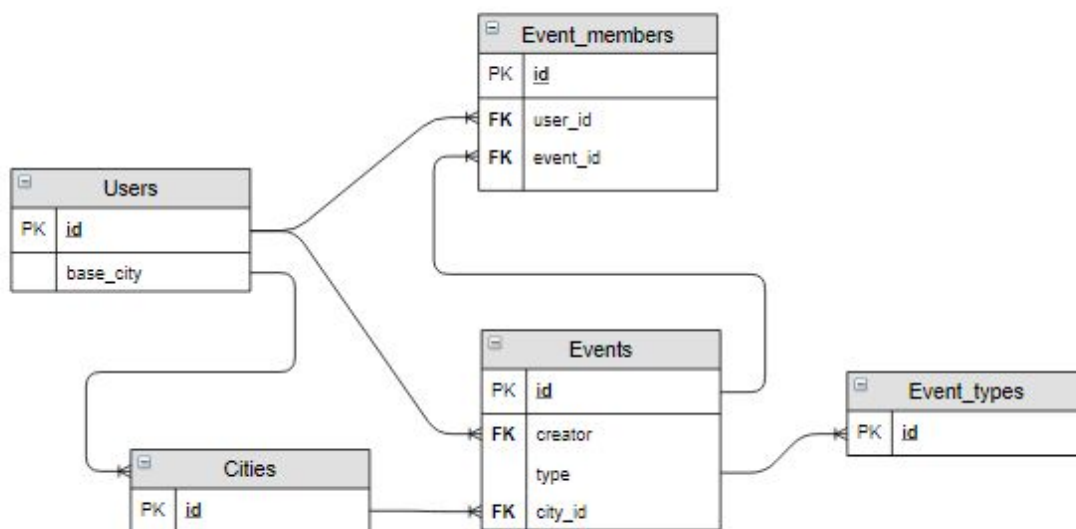 Event_members
PK id
FK user_id
FK event_id
Users
PK id
base_city
Events
PK id
FK creator
type
FK city_id
Event_types
PK id
Cities
PK id